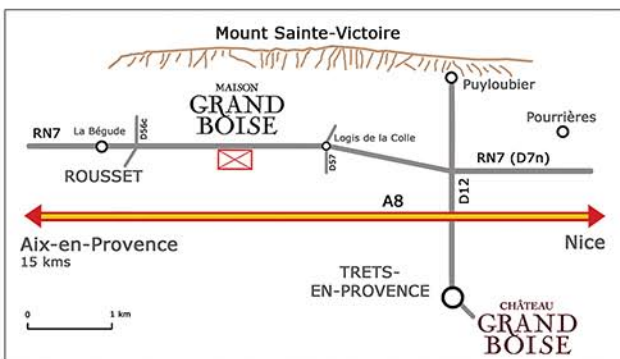 Mount Sainte-Victoire
Puyloubier
MAISON
GRAND
BOISE
Pourrières
RN7
La Bégude
D56c
Logis de la Colle
D57
ROUSSET
RN7 (D7n)
D12
A8
Aix-en-Provence
15 kms
Nice
TRETS-
EN-PROVENCE
CHÂTEAU
GRAND
BOISE
0 1 km